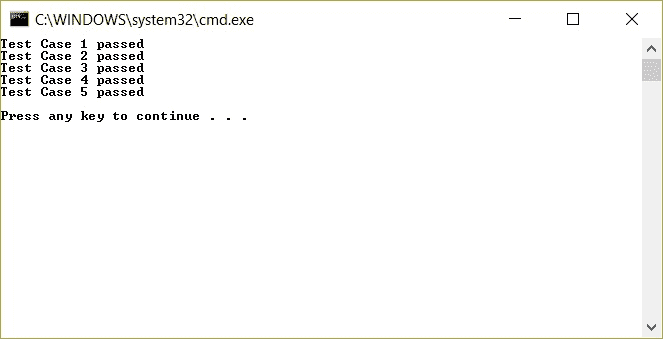 C:\WINDOWS\system32\cmd.exe
Test Case 1 passed
Test Case 2 passed
Test Case 3 passed
Test Case 4 passed
Test Case 5 passed
Press any key to continue . . .